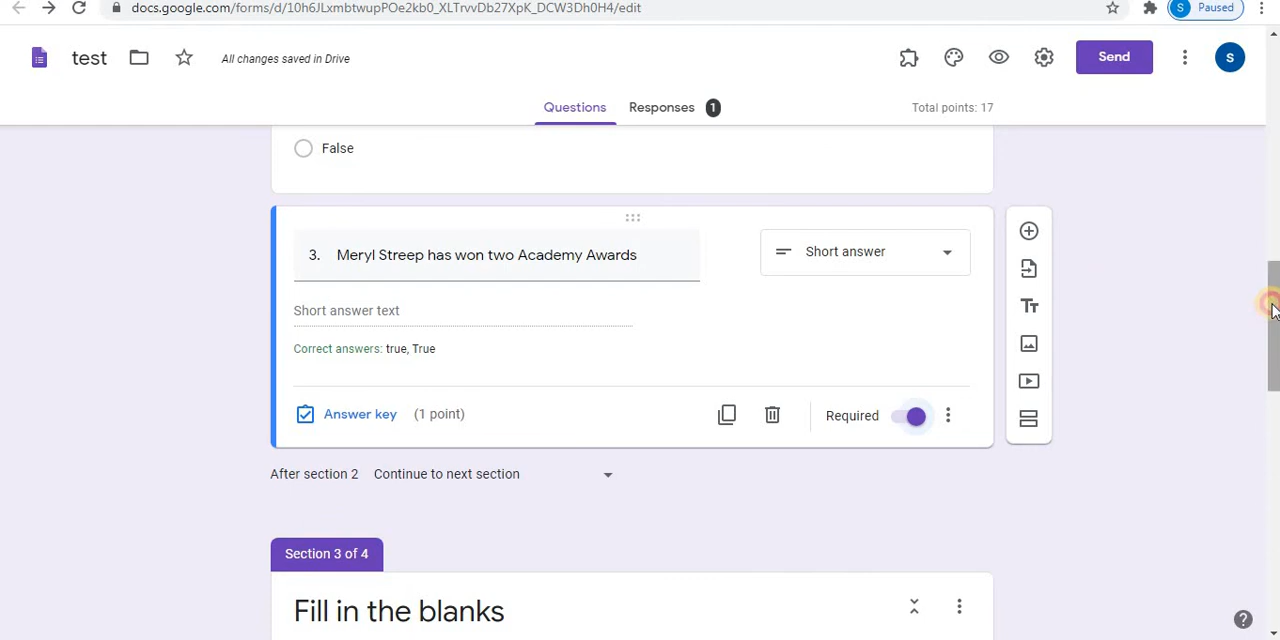 docs.google.com/forms/d/10h6JLxmbtwupPOe2kb0_XLTrvvDb27XpK_DCW3Dh0H4/edit
S Paused
test All changes saved in Drive Send S
Questions Responses 1 Total points: 17
False
3. Meryl Streep has won two Academy Awards Short answer
Short answer text
Correct answers: true, True
Answer key (1 point) Required
After section 2 Continue to next section
Section 3 of 4
Fill in the blanks